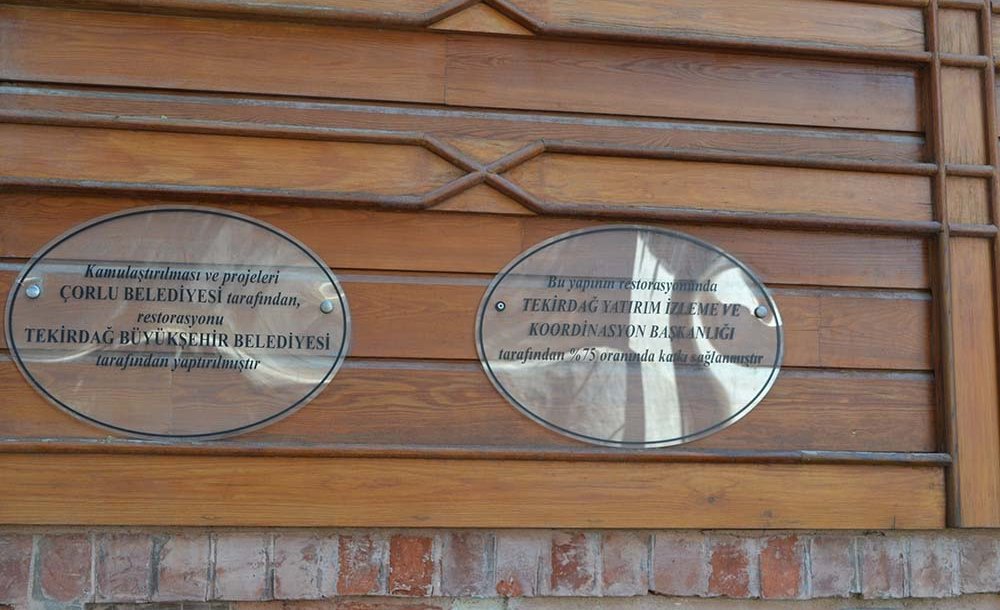 Kamulaştırılması ve projeleri
ÇORLU BELEDİYESİ tarafından,
restorasyonu
TEKİRDAĞ BÜYÜKŞEHİR BELEDİYESİ
tarafından yaptırılmıştır
Bu yapının restorasyonunda
TEKİRDAĞ YATIRIM İZLEME VE
KOORDİNASYON BAŞKANLIĞI
tarafından %75 oranında katkı sağlanmıştır